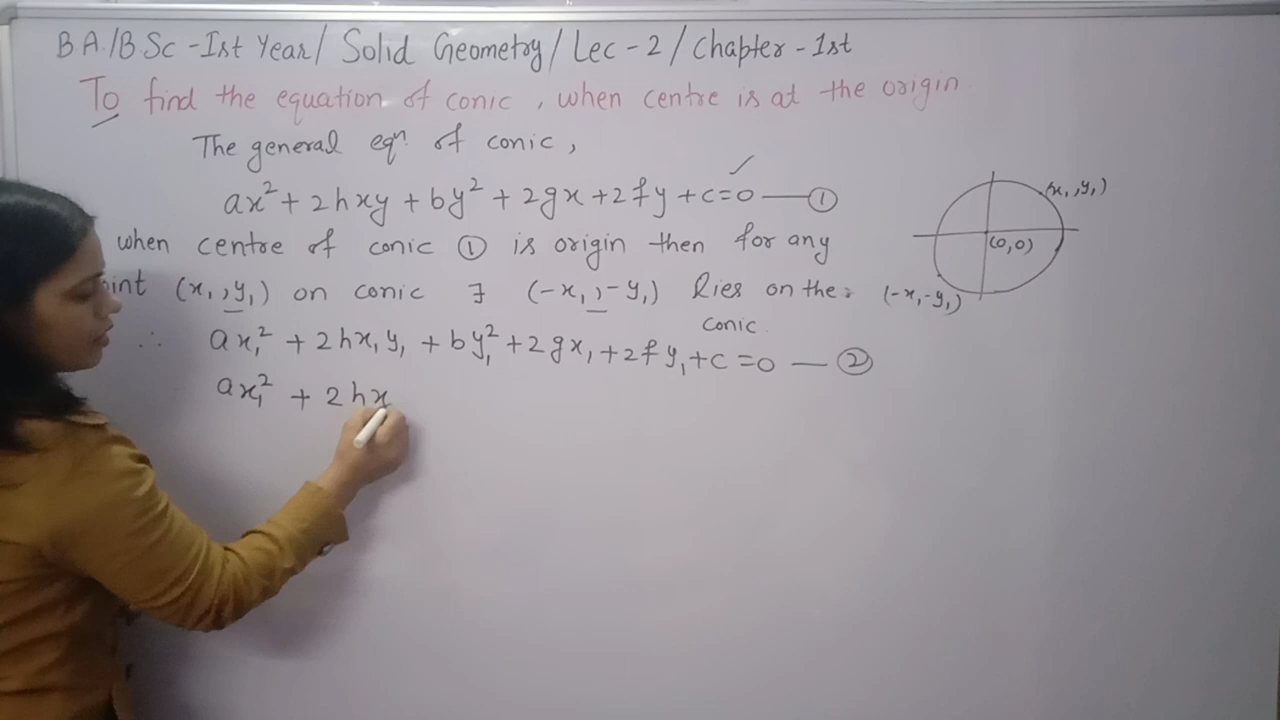 B.A./B.Sc - Ist Year / Solid Geometry / Lec - 2 / Chapter - 1st
To find the equation of conic, when centre is at the origin
The general eqⁿ of conic,
ax² + 2hxy + by² + 2gx + 2fy + c = 0 — ①
when centre of conic ① is origin then for any
int (x₁, y₁) on conic ∃ (-x₁, -y₁) lies on the
conic.
∴ ax₁² + 2hx₁y₁ + by₁² + 2gx₁ + 2fy₁ + c = 0 — ②
ax₁² + 2hx
(x₁, y₁)
(0,0)
(-x₁, -y₁)